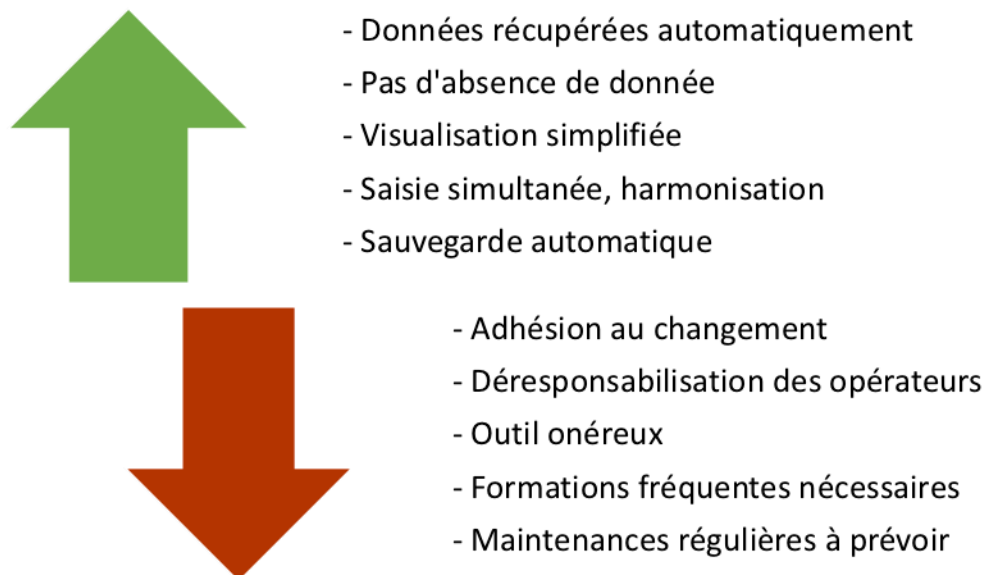 - Données récupérées automatiquement
- Pas d'absence de donnée
- Visualisation simplifiée
- Saisie simultanée, harmonisation
- Sauvegarde automatique
- Adhésion au changement
- Déresponsabilisation des opérateurs
- Outil onéreux
- Formations fréquentes nécessaires
- Maintenances régulières à prévoir